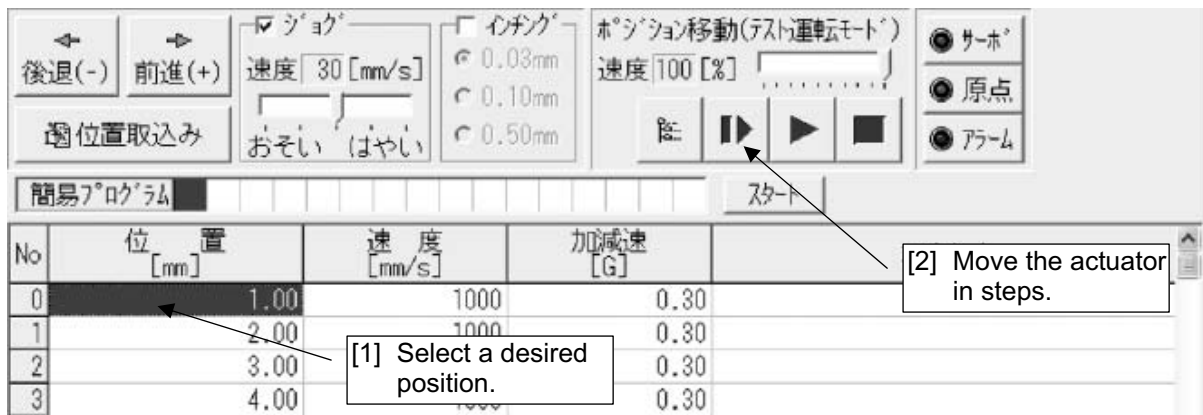 後退(-)
前進(+)
位置取込み
ジョグ
速度 30 [mm/s]
おそい はやい
インチング
0.03mm
0.10mm
0.50mm
ポジション移動(テスト運転モード)
速度 100 [%]
サーボ
原点
アラーム
簡易プログラム
スタート
No 位 置 [mm] 速 度 [mm/s] 加減速 [G]
0 1.00 1000 0.30
1 2.00 1000 0.30
2 3.00 0.30
3 4.00 0.30
[1] Select a desired
position.
[2] Move the actuator
in steps.